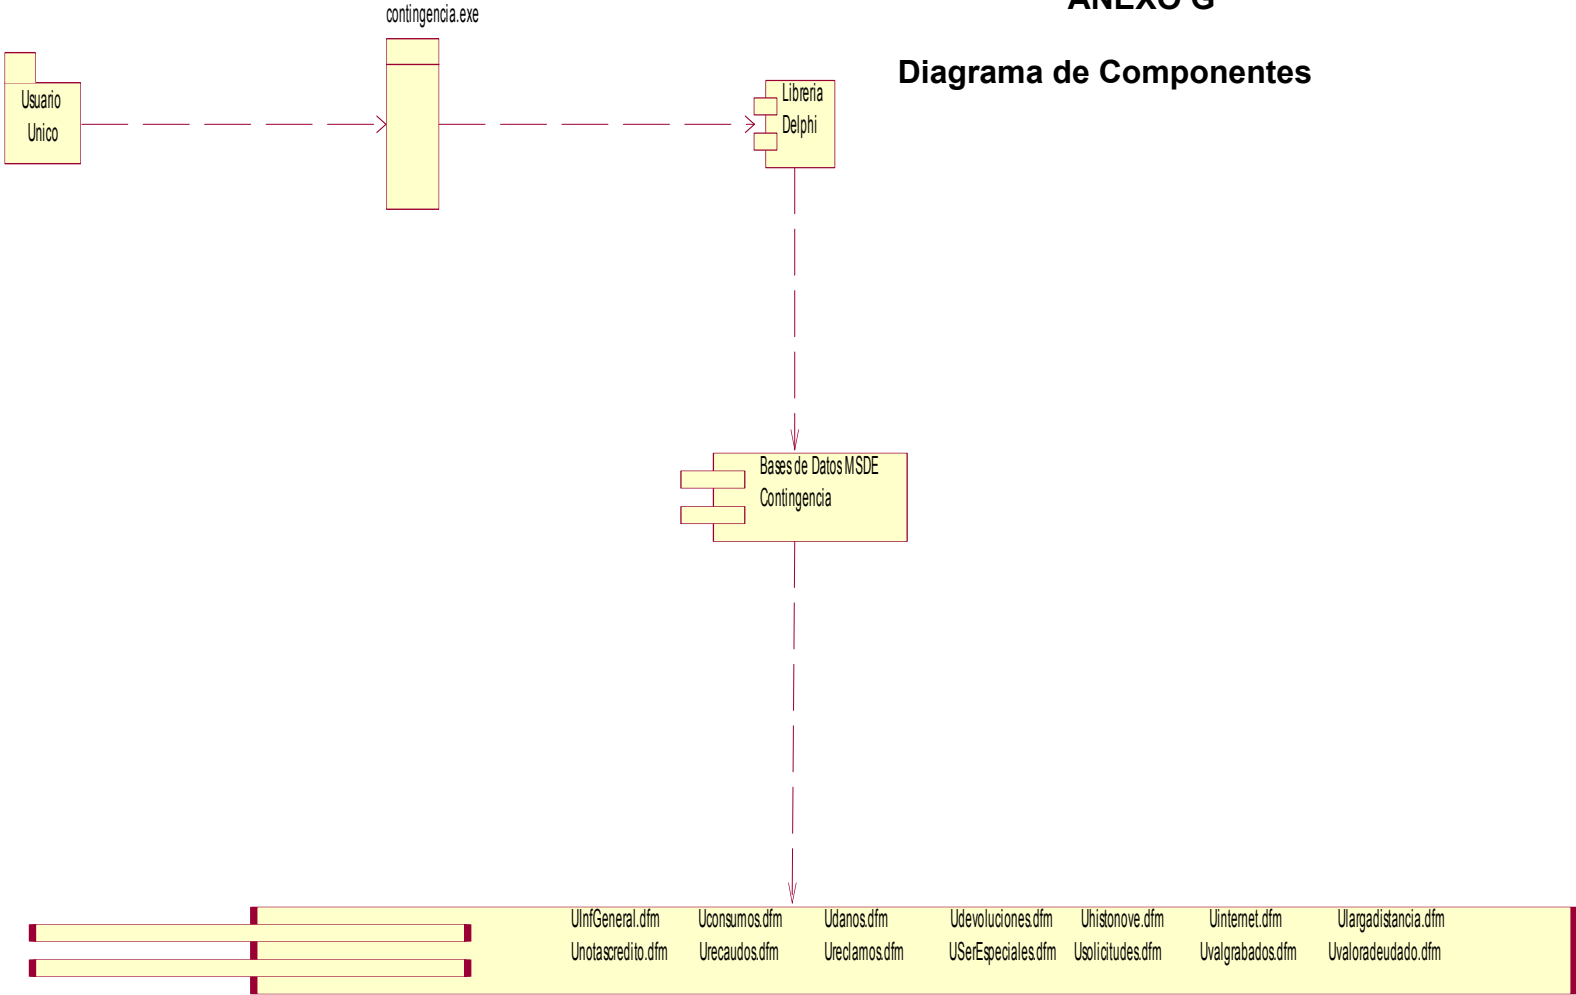 ANEXO G
contingencia.exe
Diagrama de Componentes
Usuario
Unico
Libreria
Delphi
Bases de Datos MSDE
Contingencia
UInfGeneral.dfm Uconsumos.dfm Udanos.dfm Udevoluciones.dfm Uhistonove.dfm Uinternet.dfm Ulargadistancia.dfm
Unotascredito.dfm Urecaudos.dfm Ureclamos.dfm USerEspeciales.dfm Usolicitudes.dfm Uvalgrabados.dfm Uvaloradeudado.dfm